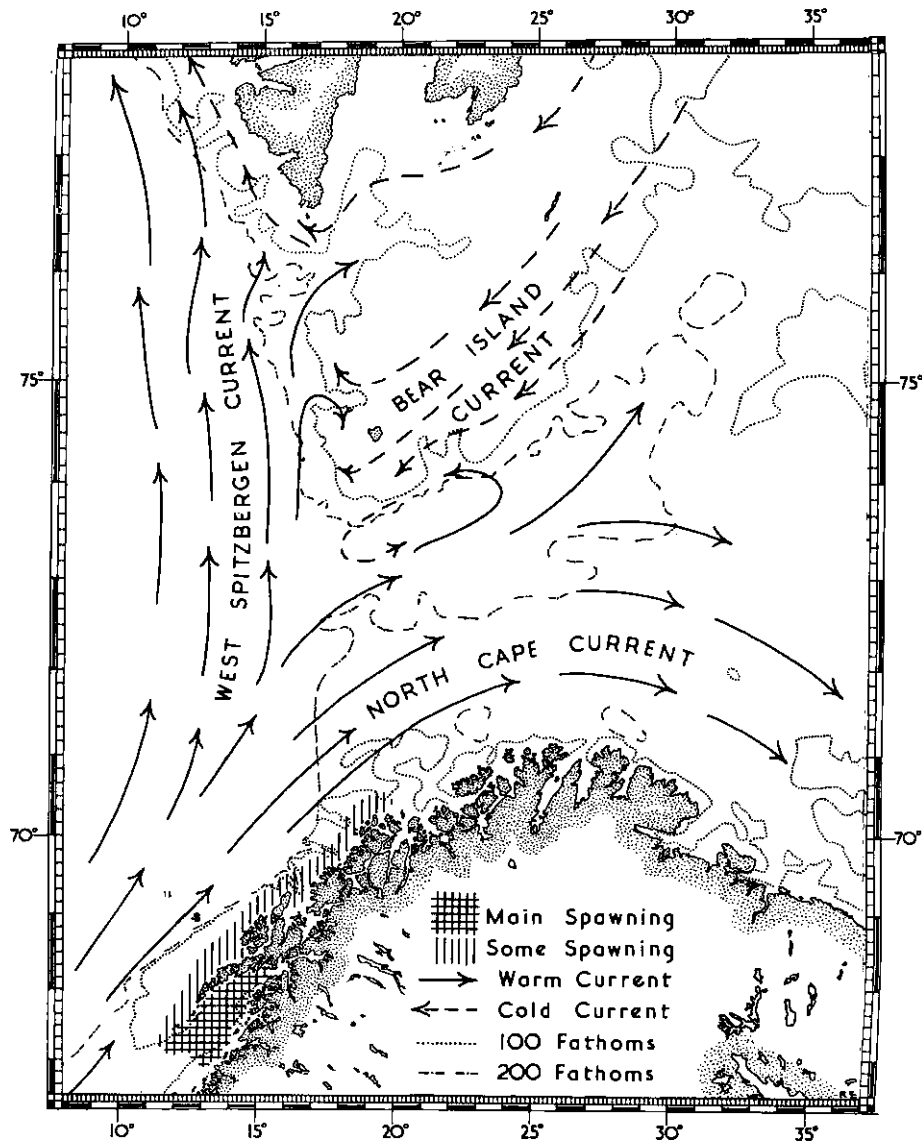 10° 15° 20° 25° 30° 35°
WEST SPITZBERGEN CURRENT
BEAR ISLAND
CURRENT
75° 75°
NORTH CAPE CURRENT
70° 70°
Main Spawning
Some Spawning
Warm Current
Cold Current
100 Fathoms
200 Fathoms
10° 15° 20° 25° 30° 35°